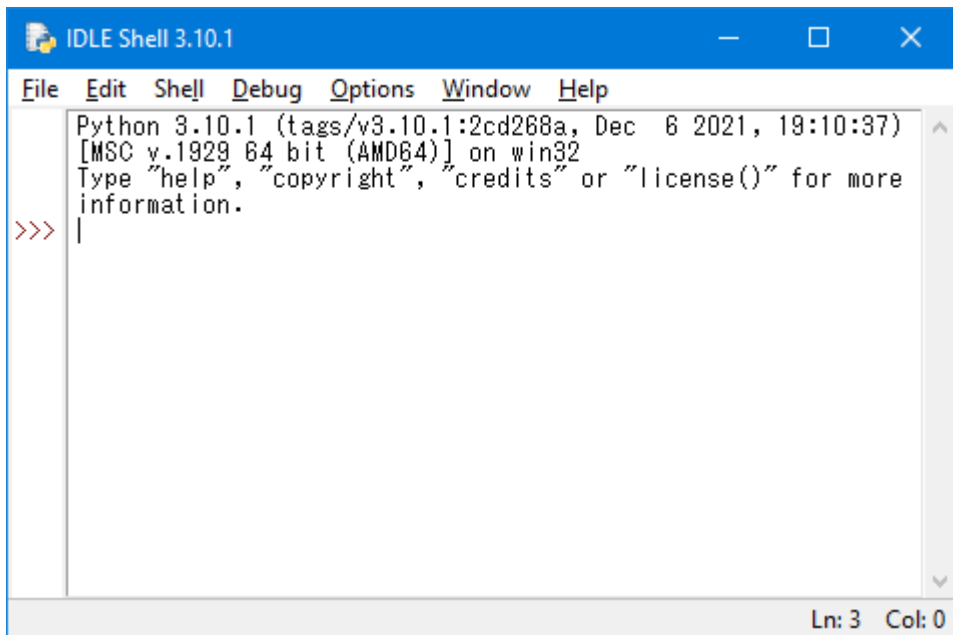 IDLE Shell 3.10.1
File Edit Shell Debug Options Window Help
Python 3.10.1 (tags/v3.10.1:2cd268a, Dec  6 2021, 19:10:37)
[MSC v.1929 64 bit (AMD64)] on win32
Type "help", "copyright", "credits" or "license()" for more
information.
>>>
Ln: 3 Col: 0